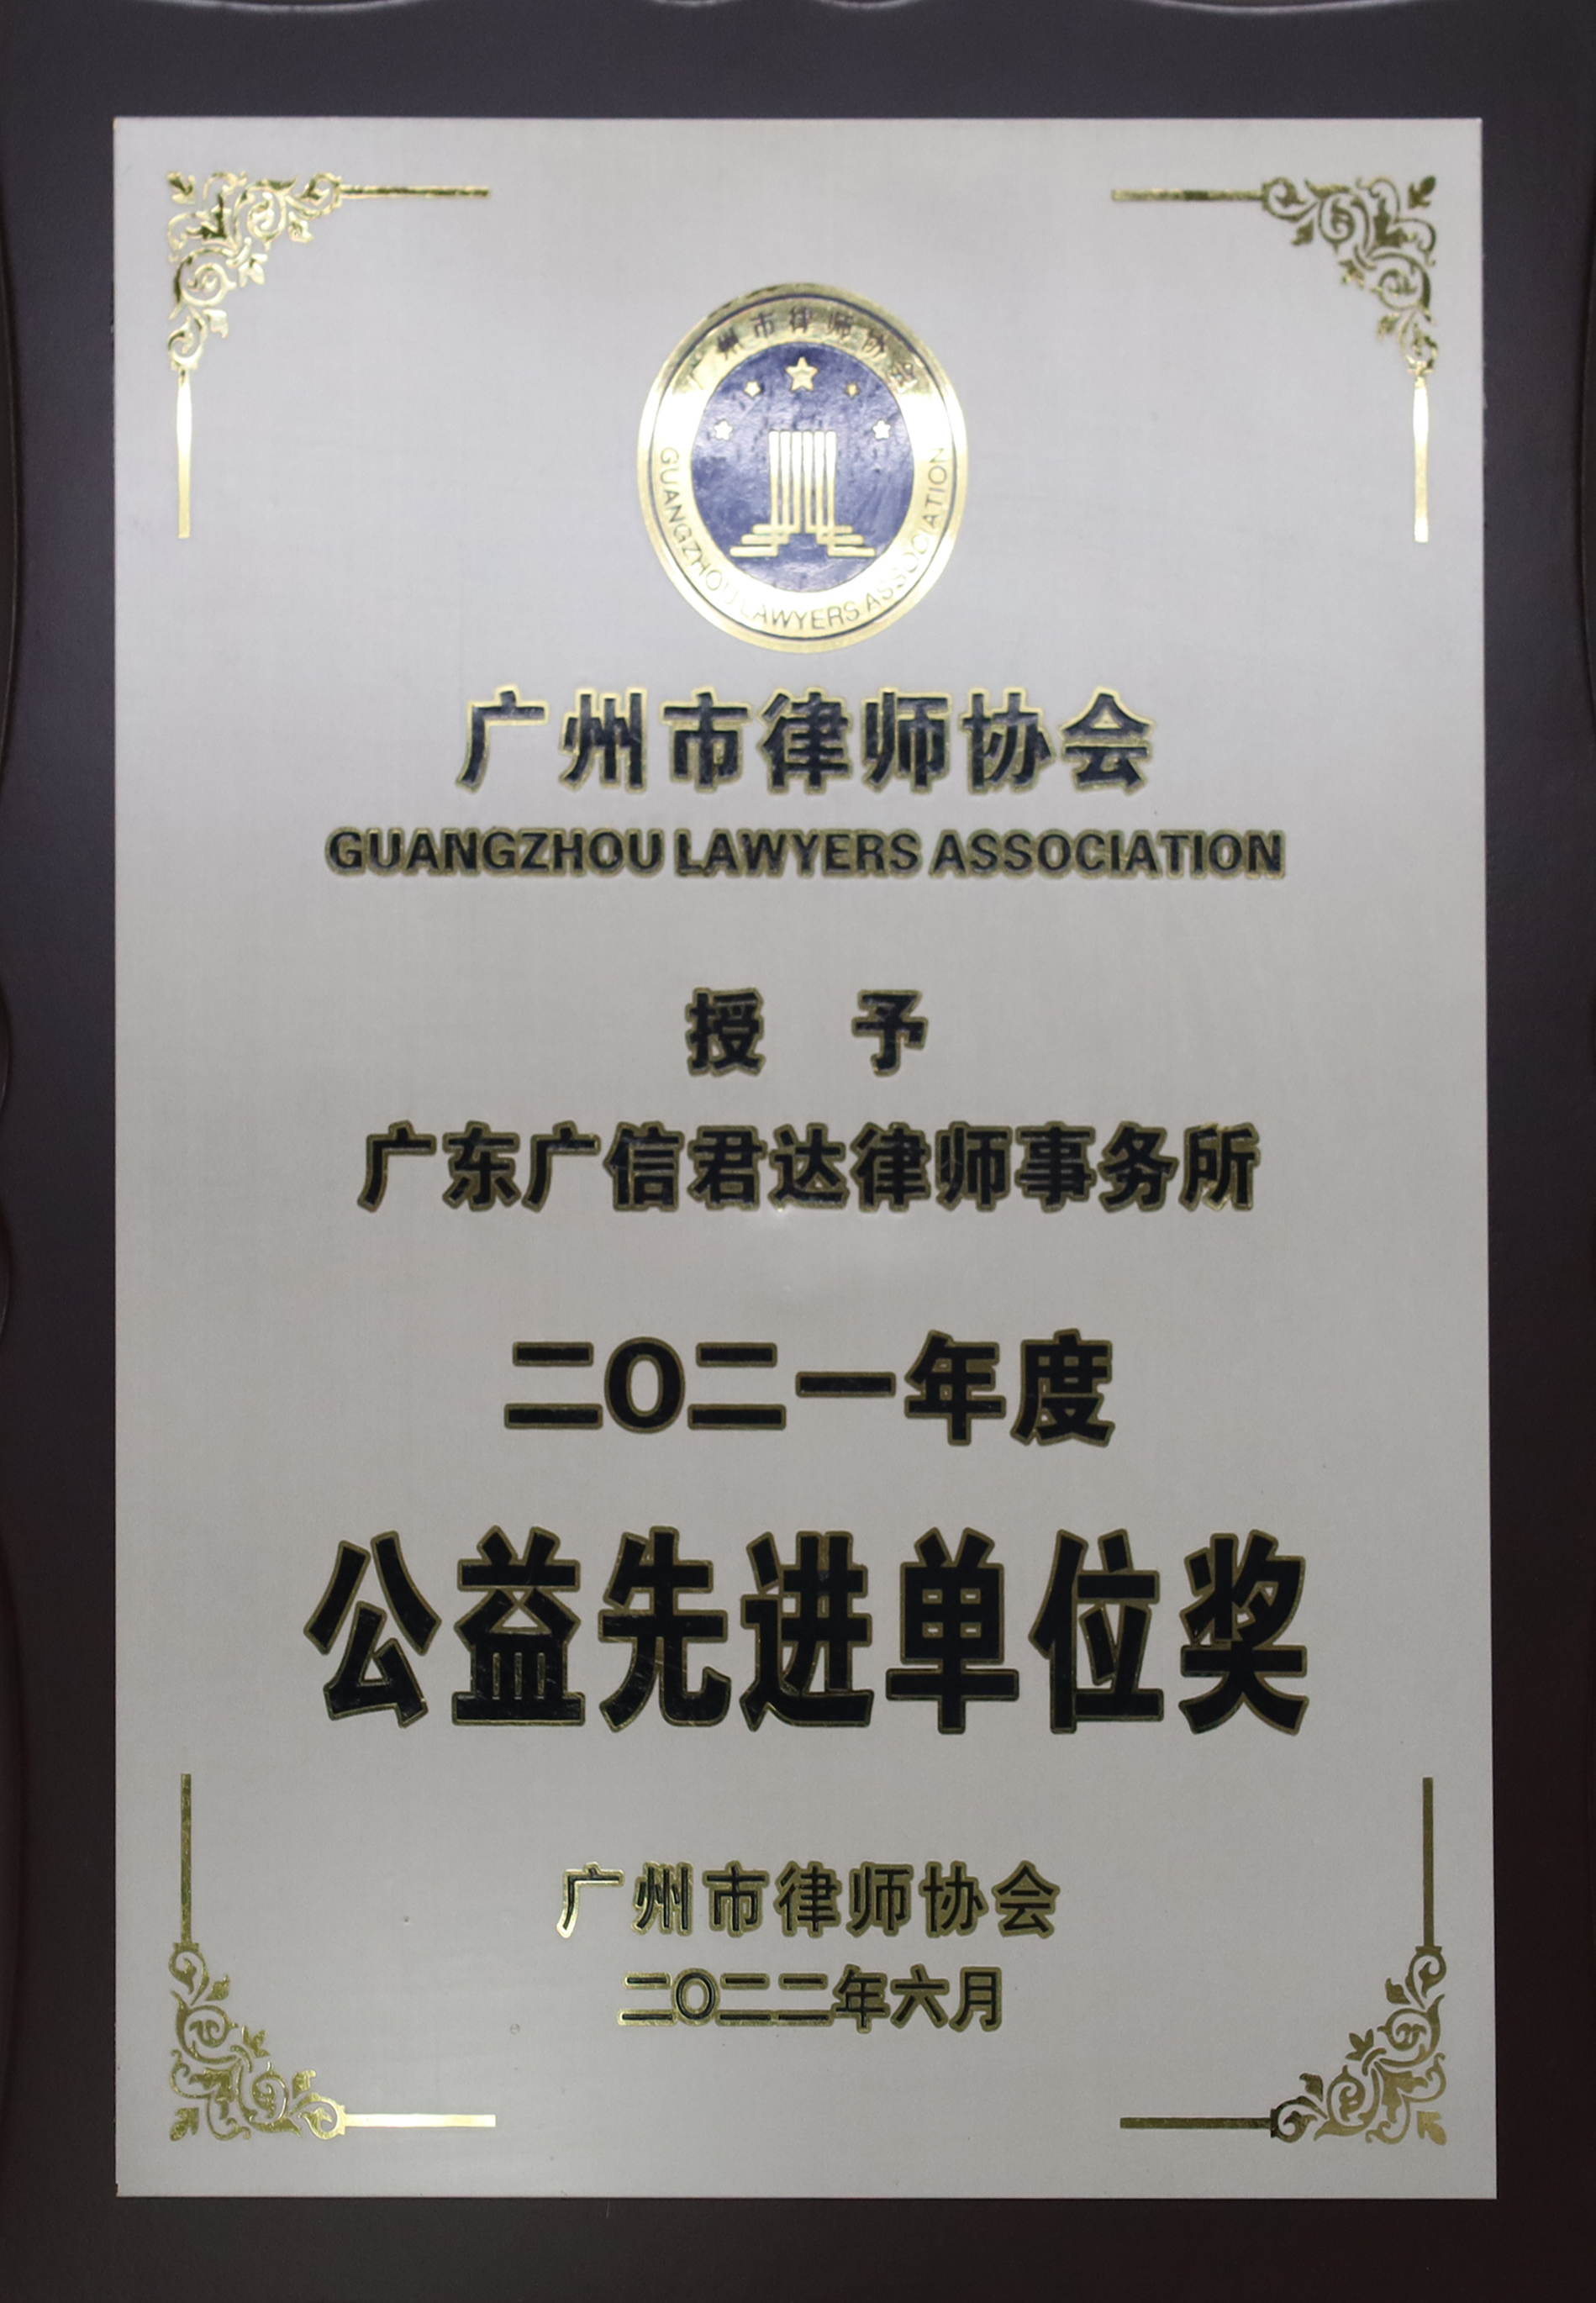 广州市律师协会
GUANGZHOU LAWYERS ASSOCIATION
广州市律师协会
GUANGZHOU LAWYERS ASSOCIATION
授 予
广东广信君达律师事务所
二〇二一年度
公益先进单位奖
广州市律师协会
二〇二二年六月